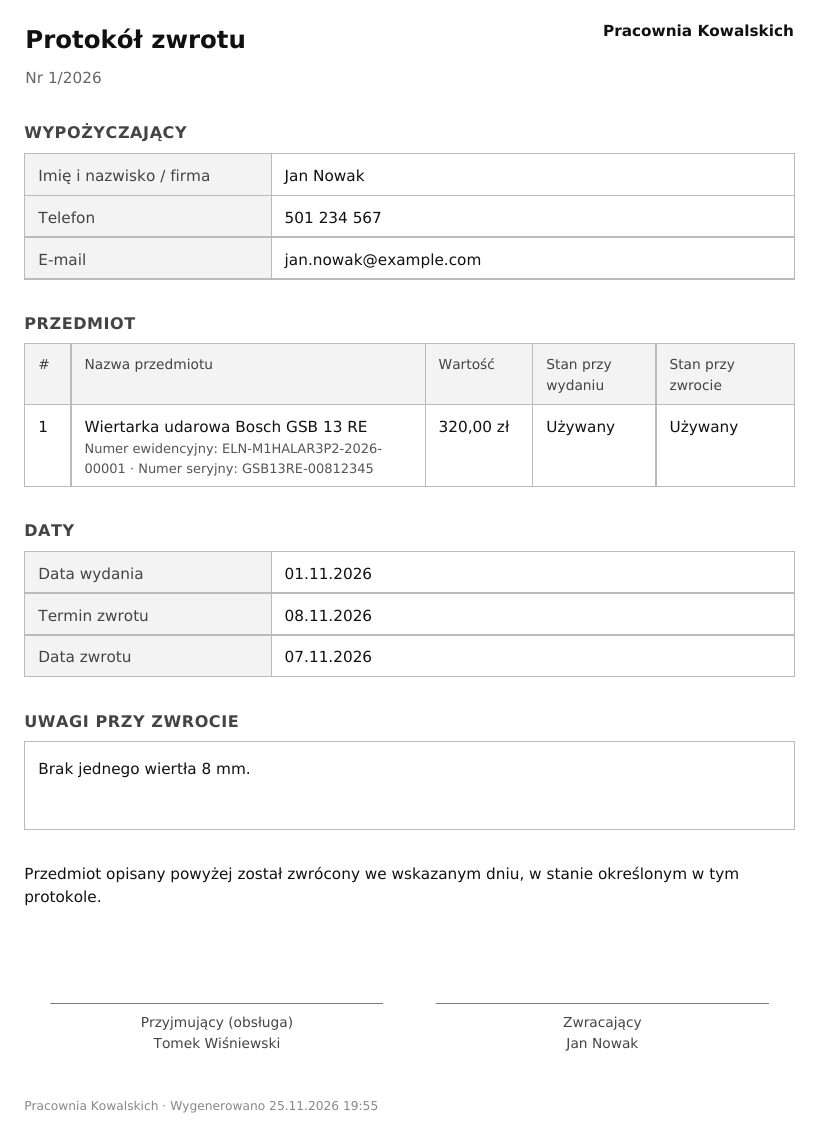 Protokół zwrotu
Pracownia Kowalskich
Nr 1/2026
WYPOŻYCZAJĄCY
Imię i nazwisko / firma Jan Nowak
Telefon 501 234 567
E-mail jan.nowak@example.com
PRZEDMIOT
# Nazwa przedmiotu Wartość Stan przy wydaniu Stan przy zwrocie
1 Wiertarka udarowa Bosch GSB 13 RE 320,00 zł Używany Używany
Numer ewidencyjny: ELN-M1HALAR3P2-2026-
00001 · Numer seryjny: GSB13RE-00812345
DATY
Data wydania 01.11.2026
Termin zwrotu 08.11.2026
Data zwrotu 07.11.2026
UWAGI PRZY ZWROCIE
Brak jednego wiertła 8 mm.
Przedmiot opisany powyżej został zwrócony we wskazanym dniu, w stanie określonym w tym
protokole.
Przyjmujący (obsługa)
Tomek Wiśniewski
Zwracający
Jan Nowak
Pracownia Kowalskich · Wygenerowano 25.11.2026 19:55